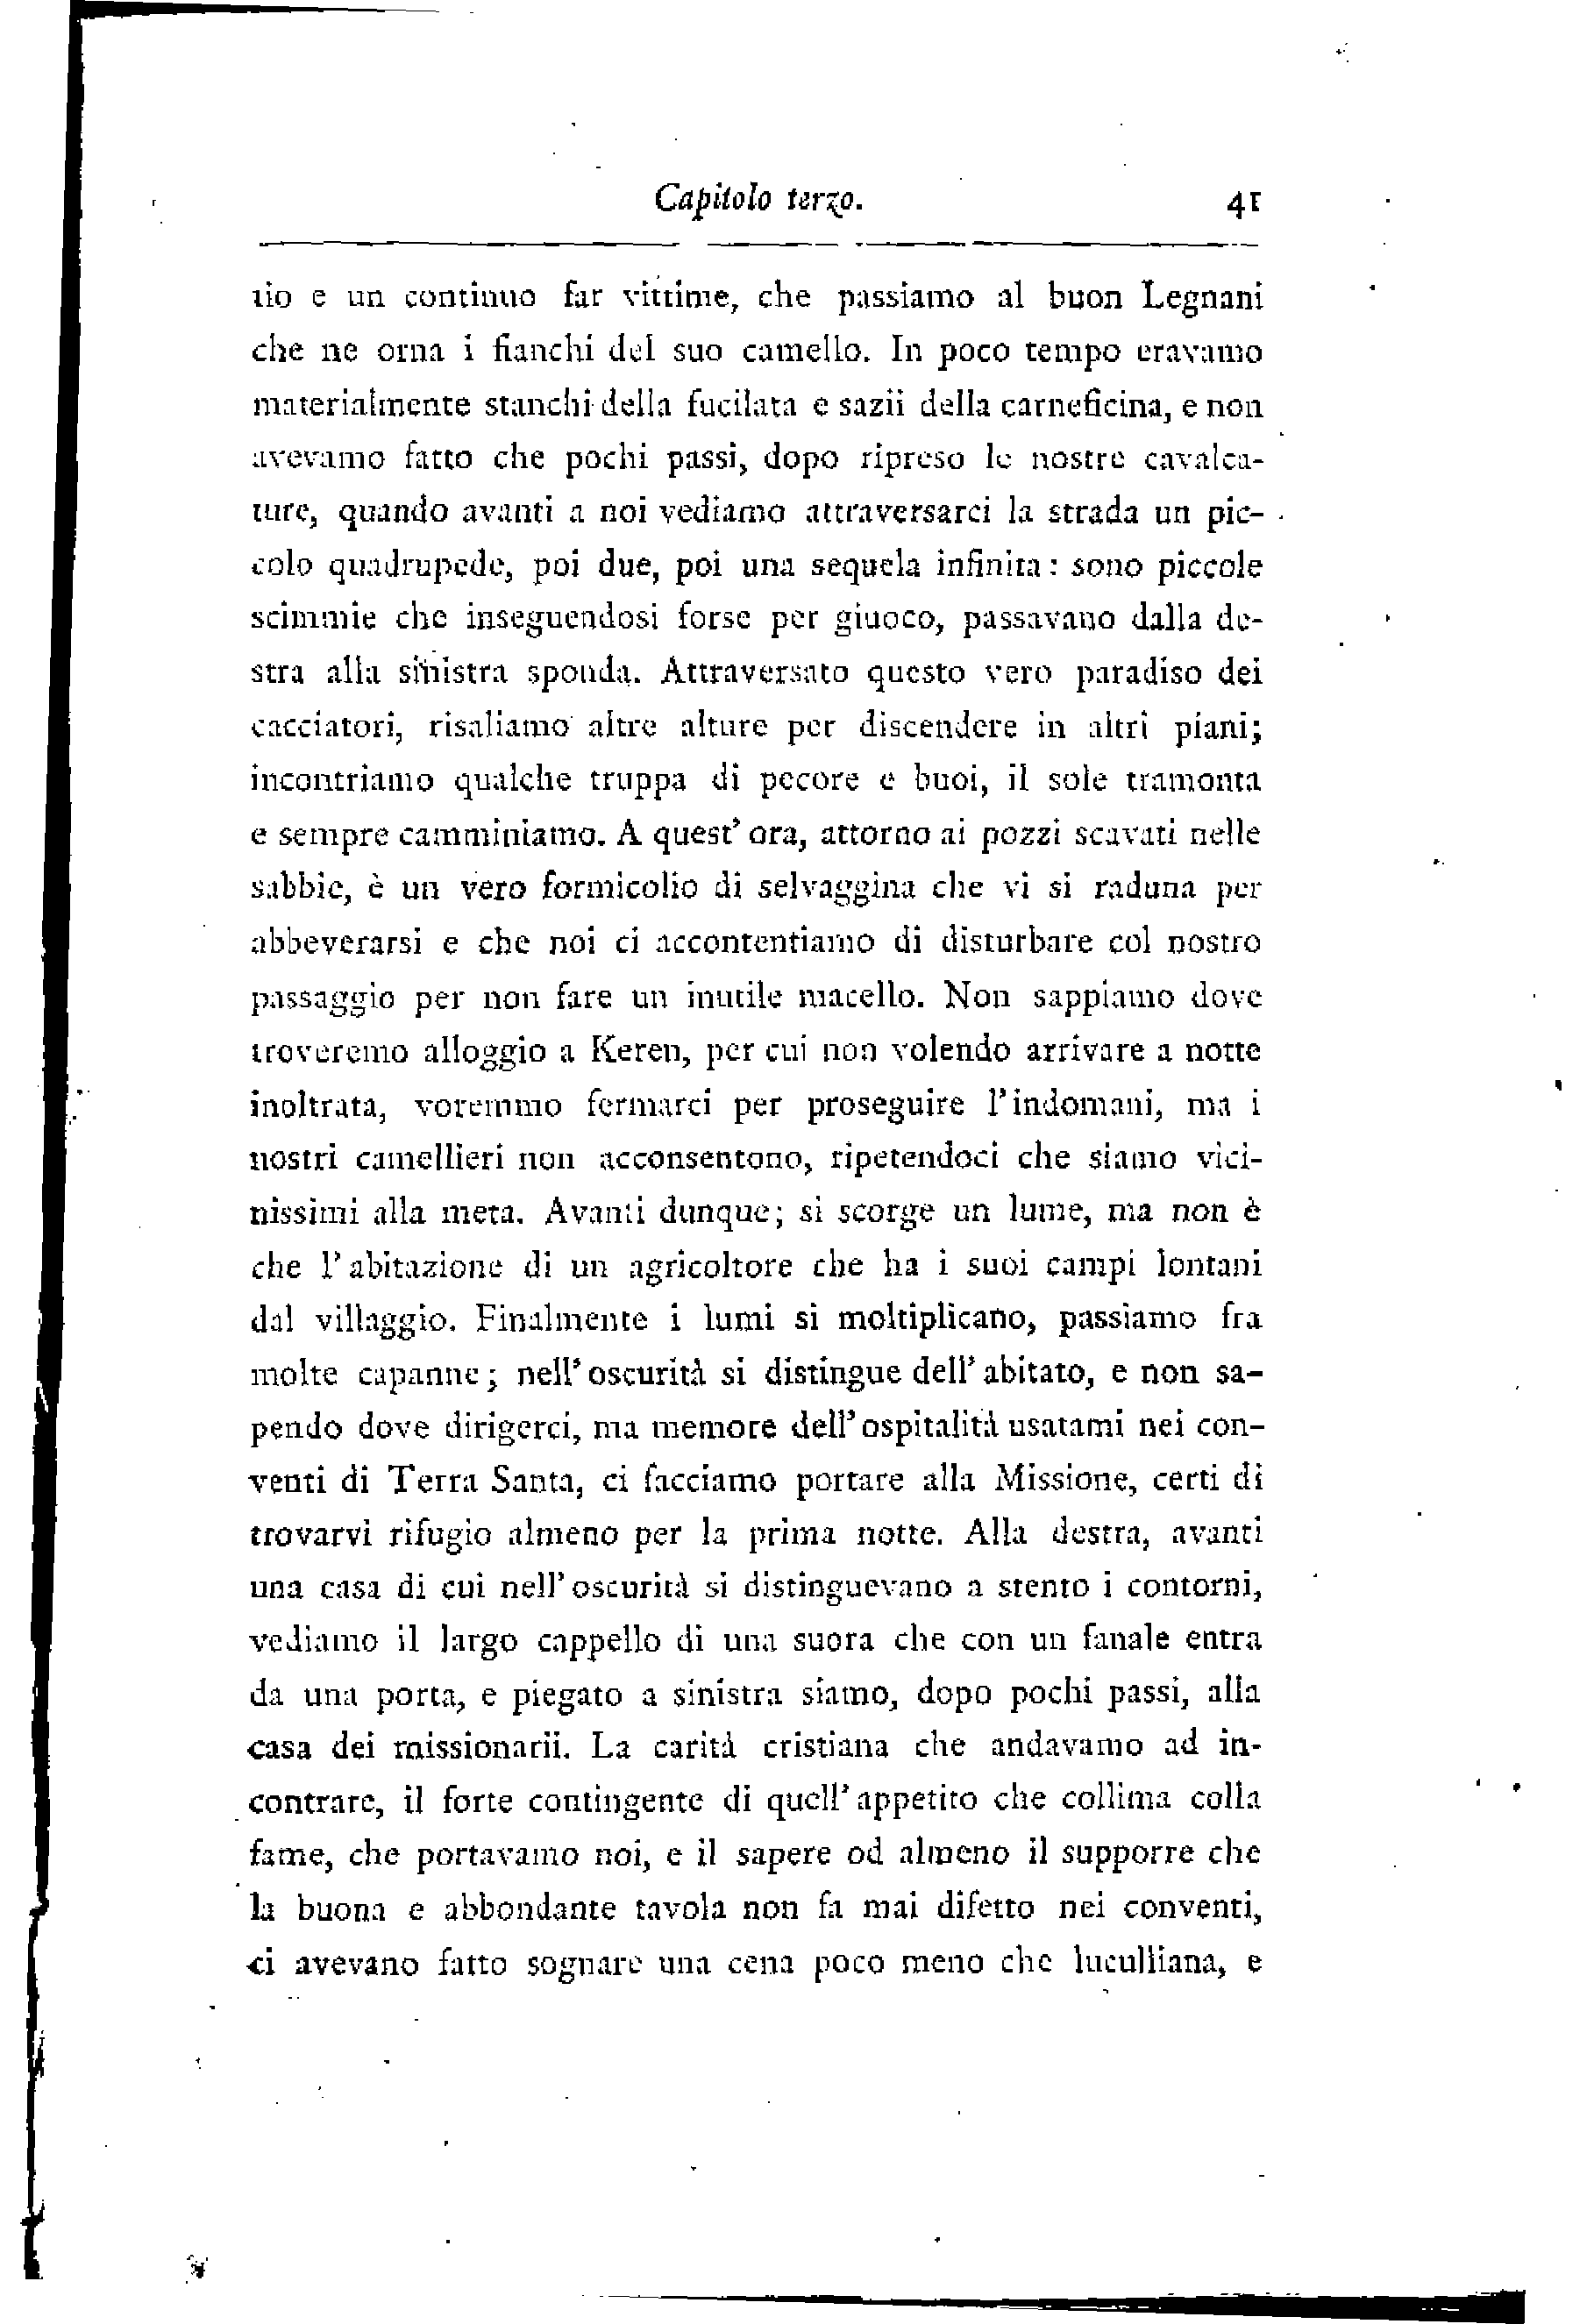 Capitolo terzo. 41
tio e un continuo far vittime, che passiamo al buon Legnani
che ne orna i fianchi del suo camello. In poco tempo eravamo
materialmente stanchi della fucilata e sazii della carneficina, e non
avevamo fatto che pochi passi, dopo ripreso le nostre cavalca-
ture, quando avanti a noi vediamo attraversarci la strada un pic-
colo quadrupede, poi due, poi una sequela infinita: sono piccole
scimmie che inseguendosi forse per giuoco, passavano dalla de-
stra alla sinistra sponda. Attraversato questo vero paradiso dei
cacciatori, risaliamo altre alture per discendere in altri piani;
incontriamo qualche truppa di pecore e buoi, il sole tramonta
e sempre camminiamo. A quest' ora, attorno ai pozzi scavati nelle
sabbie, è un vero formicolio di selvaggina che vi si raduna per
abbeverarsi e che noi ci accontentiamo di disturbare col nostro
passaggio per non fare un inutile macello. Non sappiamo dove
troveremo alloggio a Keren, per cui non volendo arrivare a notte
inoltrata, voremmo fermarci per proseguire l'indomani, ma i
nostri camellieri non acconsentono, ripetendoci che siamo vici-
nissimi alla meta. Avanti dunque; si scorge un lume, ma non è
che l'abitazione di un agricoltore che ha i suoi campi lontani
dal villaggio. Finalmente i lumi si moltiplicano, passiamo fra
molte capanne; nell'oscurità si distingue dell'abitato, e non sa-
pendo dove dirigerci, ma memore dell'ospitalità usatami nei con-
venti di Terra Santa, ci facciamo portare alla Missione, certi di
trovarvi rifugio almeno per la prima notte. Alla destra, avanti
una casa di cui nell'oscurità si distinguevano a stento i contorni,
vediamo il largo cappello di una suora che con un fanale entra
da una porta, e piegato a sinistra siamo, dopo pochi passi, alla
casa dei missionarii. La carità cristiana che andavamo ad in-
contrare, il forte contingente di quell'appetito che collima colla
fame, che portavamo noi, e il sapere od almeno il supporre che
la buona e abbondante tavola non fa mai difetto nei conventi,
ci avevano fatto sognare una cena poco meno che luculliana, e